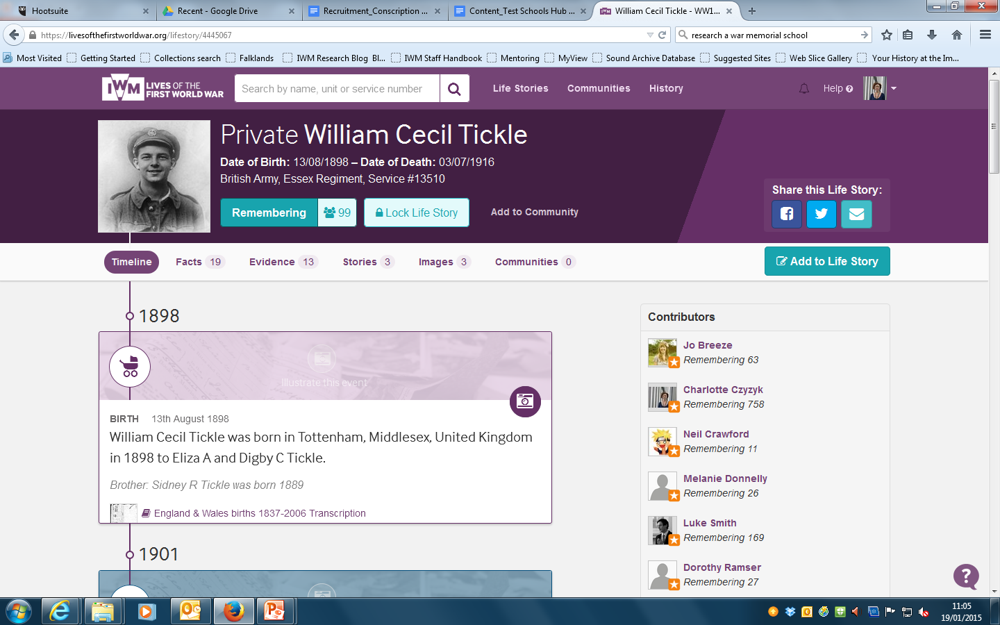 Hootsuite
Recent - Google Drive
Recruitment_Conscription ...
Content_Test Schools Hub ...
William Cecil Tickle - WW1...
https://livesofthefirstworldwar.org/lifestory/4445067
research a war memorial school
Most Visited
Getting Started
Collections search
Falklands
IWM Research Blog Bl...
IWM Staff Handbook
Mentoring
MyView
Sound Archive Database
Suggested Sites
Web Slice Gallery
Your History at the Im...
IWM
LIVES OF THE
FIRST WORLD WAR
Search by name, unit or service number
Life Stories
Communities
History
Help ?
Private William Cecil Tickle
Date of Birth: 13/08/1898 – Date of Death: 03/07/1916
British Army, Essex Regiment, Service #13510
Remembering 99
Lock Life Story
Add to Community
Share this Life Story:
Timeline
Facts 19
Evidence 13
Stories 3
Images 3
Communities 0
Add to Life Story
1898
Illustrate this event
BIRTH 13th August 1898
William Cecil Tickle was born in Tottenham, Middlesex, United Kingdom
in 1898 to Eliza A and Digby C Tickle.
Brother: Sidney R Tickle was born 1889
England & Wales births 1837-2006 Transcription
1901
Contributors
Jo Breeze
Remembering 63
Charlotte Czyzyk
Remembering 758
Neil Crawford
Remembering 11
Melanie Donnelly
Remembering 26
Luke Smith
Remembering 169
Dorothy Ramser
Remembering 27
?
11:05
19/01/2015